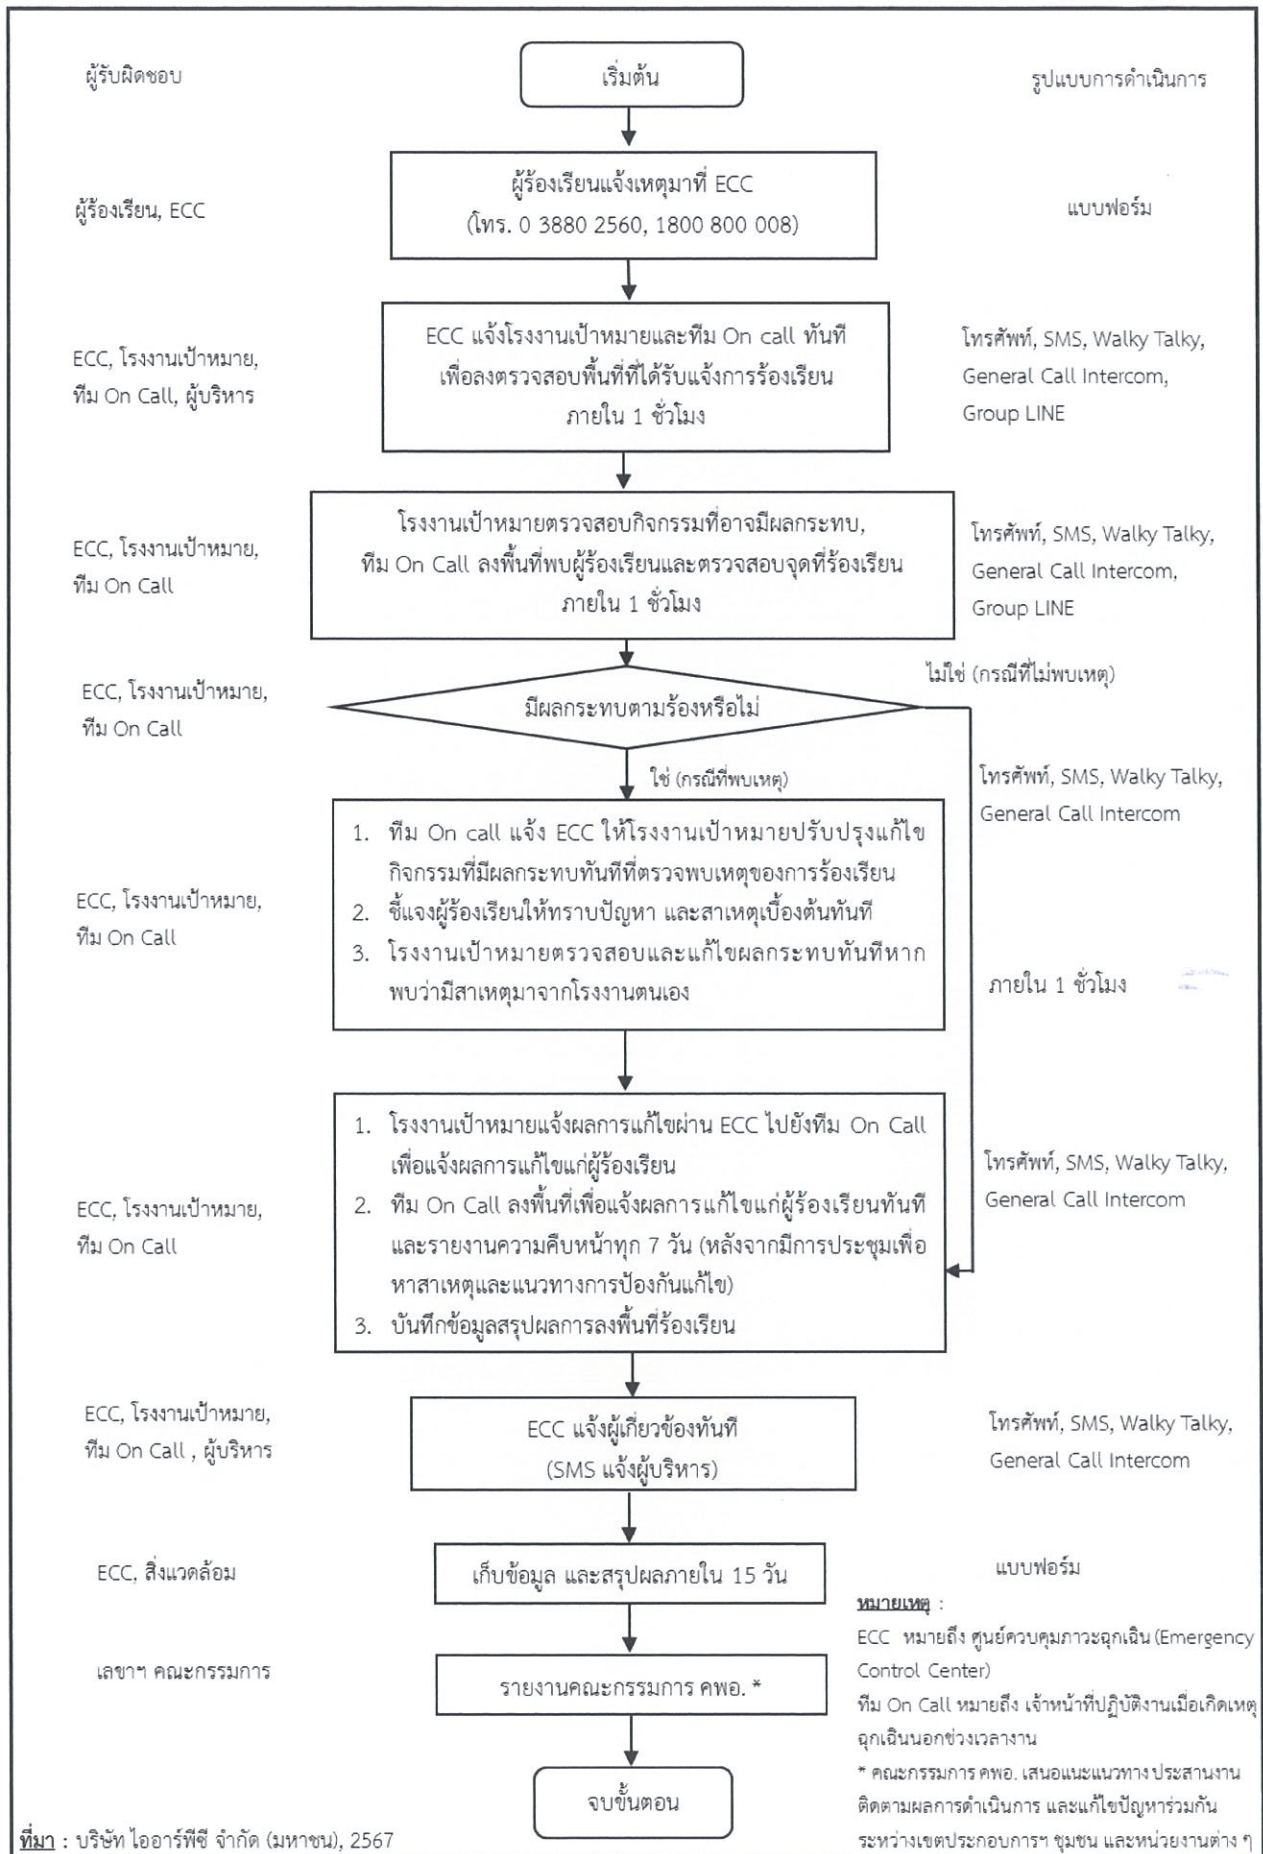 ผู้รับผิดชอบ
เริ่มต้น
รูปแบบการดำเนินการ
ผู้ร้องเรียน, ECC
ผู้ร้องเรียนแจ้งเหตุมาที่ ECC
(โทร. 0 3880 2560, 1800 800 008)
แบบฟอร์ม
ECC, โรงงานเป้าหมาย,
ทีม On Call, ผู้บริหาร
ECC แจ้งโรงงานเป้าหมายและทีม On call ทันที
เพื่อลงตรวจสอบพื้นที่ที่ได้รับแจ้งการร้องเรียน
ภายใน 1 ชั่วโมง
โทรศัพท์, SMS, Walky Talky,
General Call Intercom,
Group LINE
ECC, โรงงานเป้าหมาย,
ทีม On Call
โรงงานเป้าหมายตรวจสอบกิจกรรมที่อาจมีผลกระทบ,
ทีม On Call ลงพื้นที่พบผู้ร้องเรียนและตรวจสอบจุดที่ร้องเรียน
ภายใน 1 ชั่วโมง
โทรศัพท์, SMS, Walky Talky,
General Call Intercom,
Group LINE
ECC, โรงงานเป้าหมาย,
ทีม On Call
มีผลกระทบตามร้องหรือไม่
ไม่ใช่ (กรณีที่ไม่พบเหตุ)
ใช่ (กรณีที่พบเหตุ)
โทรศัพท์, SMS, Walky Talky,
General Call Intercom
ECC, โรงงานเป้าหมาย,
ทีม On Call
1. ทีม On call แจ้ง ECC ให้โรงงานเป้าหมายปรับปรุงแก้ไข
กิจกรรมที่มีผลกระทบทันทีที่ตรวจพบเหตุของการร้องเรียน
2. ชี้แจงผู้ร้องเรียนให้ทราบปัญหา และสาเหตุเบื้องต้นทันที
3. โรงงานเป้าหมายตรวจสอบและแก้ไขผลกระทบทันทีหาก
พบว่ามีสาเหตุมาจากโรงงานตนเอง
ภายใน 1 ชั่วโมง
ECC, โรงงานเป้าหมาย,
ทีม On Call
1. โรงงานเป้าหมายแจ้งผลการแก้ไขผ่าน ECC ไปยังทีม On Call
เพื่อแจ้งผลการแก้ไขแก่ผู้ร้องเรียน
2. ทีม On Call ลงพื้นที่เพื่อแจ้งผลการแก้ไขแก่ผู้ร้องเรียนทันที
และรายงานความคืบหน้าทุก 7 วัน (หลังจากมีการประชุมเพื่อ
หาสาเหตุและแนวทางการป้องกันแก้ไข)
3. บันทึกข้อมูลสรุปผลการลงพื้นที่ร้องเรียน
โทรศัพท์, SMS, Walky Talky,
General Call Intercom
ECC, โรงงานเป้าหมาย,
ทีม On Call , ผู้บริหาร
ECC แจ้งผู้เกี่ยวข้องทันที
(SMS แจ้งผู้บริหาร)
โทรศัพท์, SMS, Walky Talky,
General Call Intercom
ECC, สิ่งแวดล้อม
เก็บข้อมูล และสรุปผลภายใน 15 วัน
แบบฟอร์ม
เลขาฯ คณะกรรมการ
รายงานคณะกรรมการ คพอ. *
จบขั้นตอน
หมายเหตุ :
ECC หมายถึง ศูนย์ควบคุมภาวะฉุกเฉิน (Emergency
Control Center)
ทีม On Call หมายถึง เจ้าหน้าที่ปฏิบัติงานเมื่อเกิดเหตุ
ฉุกเฉินนอกช่วงเวลางาน
* คณะกรรมการ คพอ. เสนอแนะแนวทาง ประสานงาน
ติดตามผลการดำเนินการ และแก้ไขปัญหาร่วมกัน
ระหว่างเขตประกอบการฯ ชุมชน และหน่วยงานต่าง ๆ
ที่มา : บริษัท ไออาร์พีซี จำกัด (มหาชน), 2567